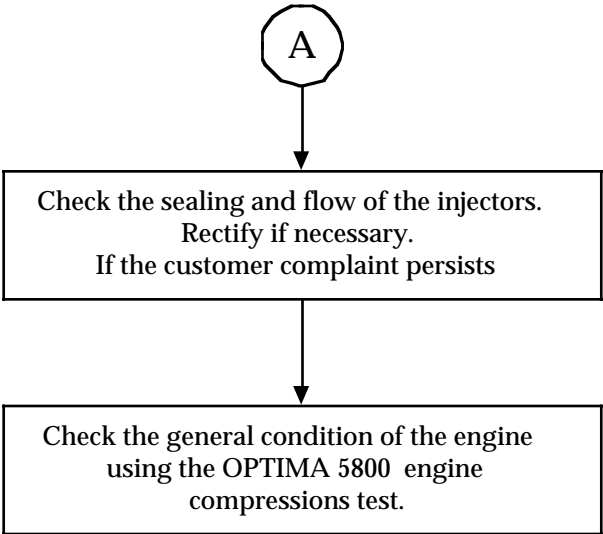 A
Check the sealing and flow of the injectors.
Rectify if necessary.
If the customer complaint persists
Check the general condition of the engine
using the OPTIMA 5800 engine
compressions test.